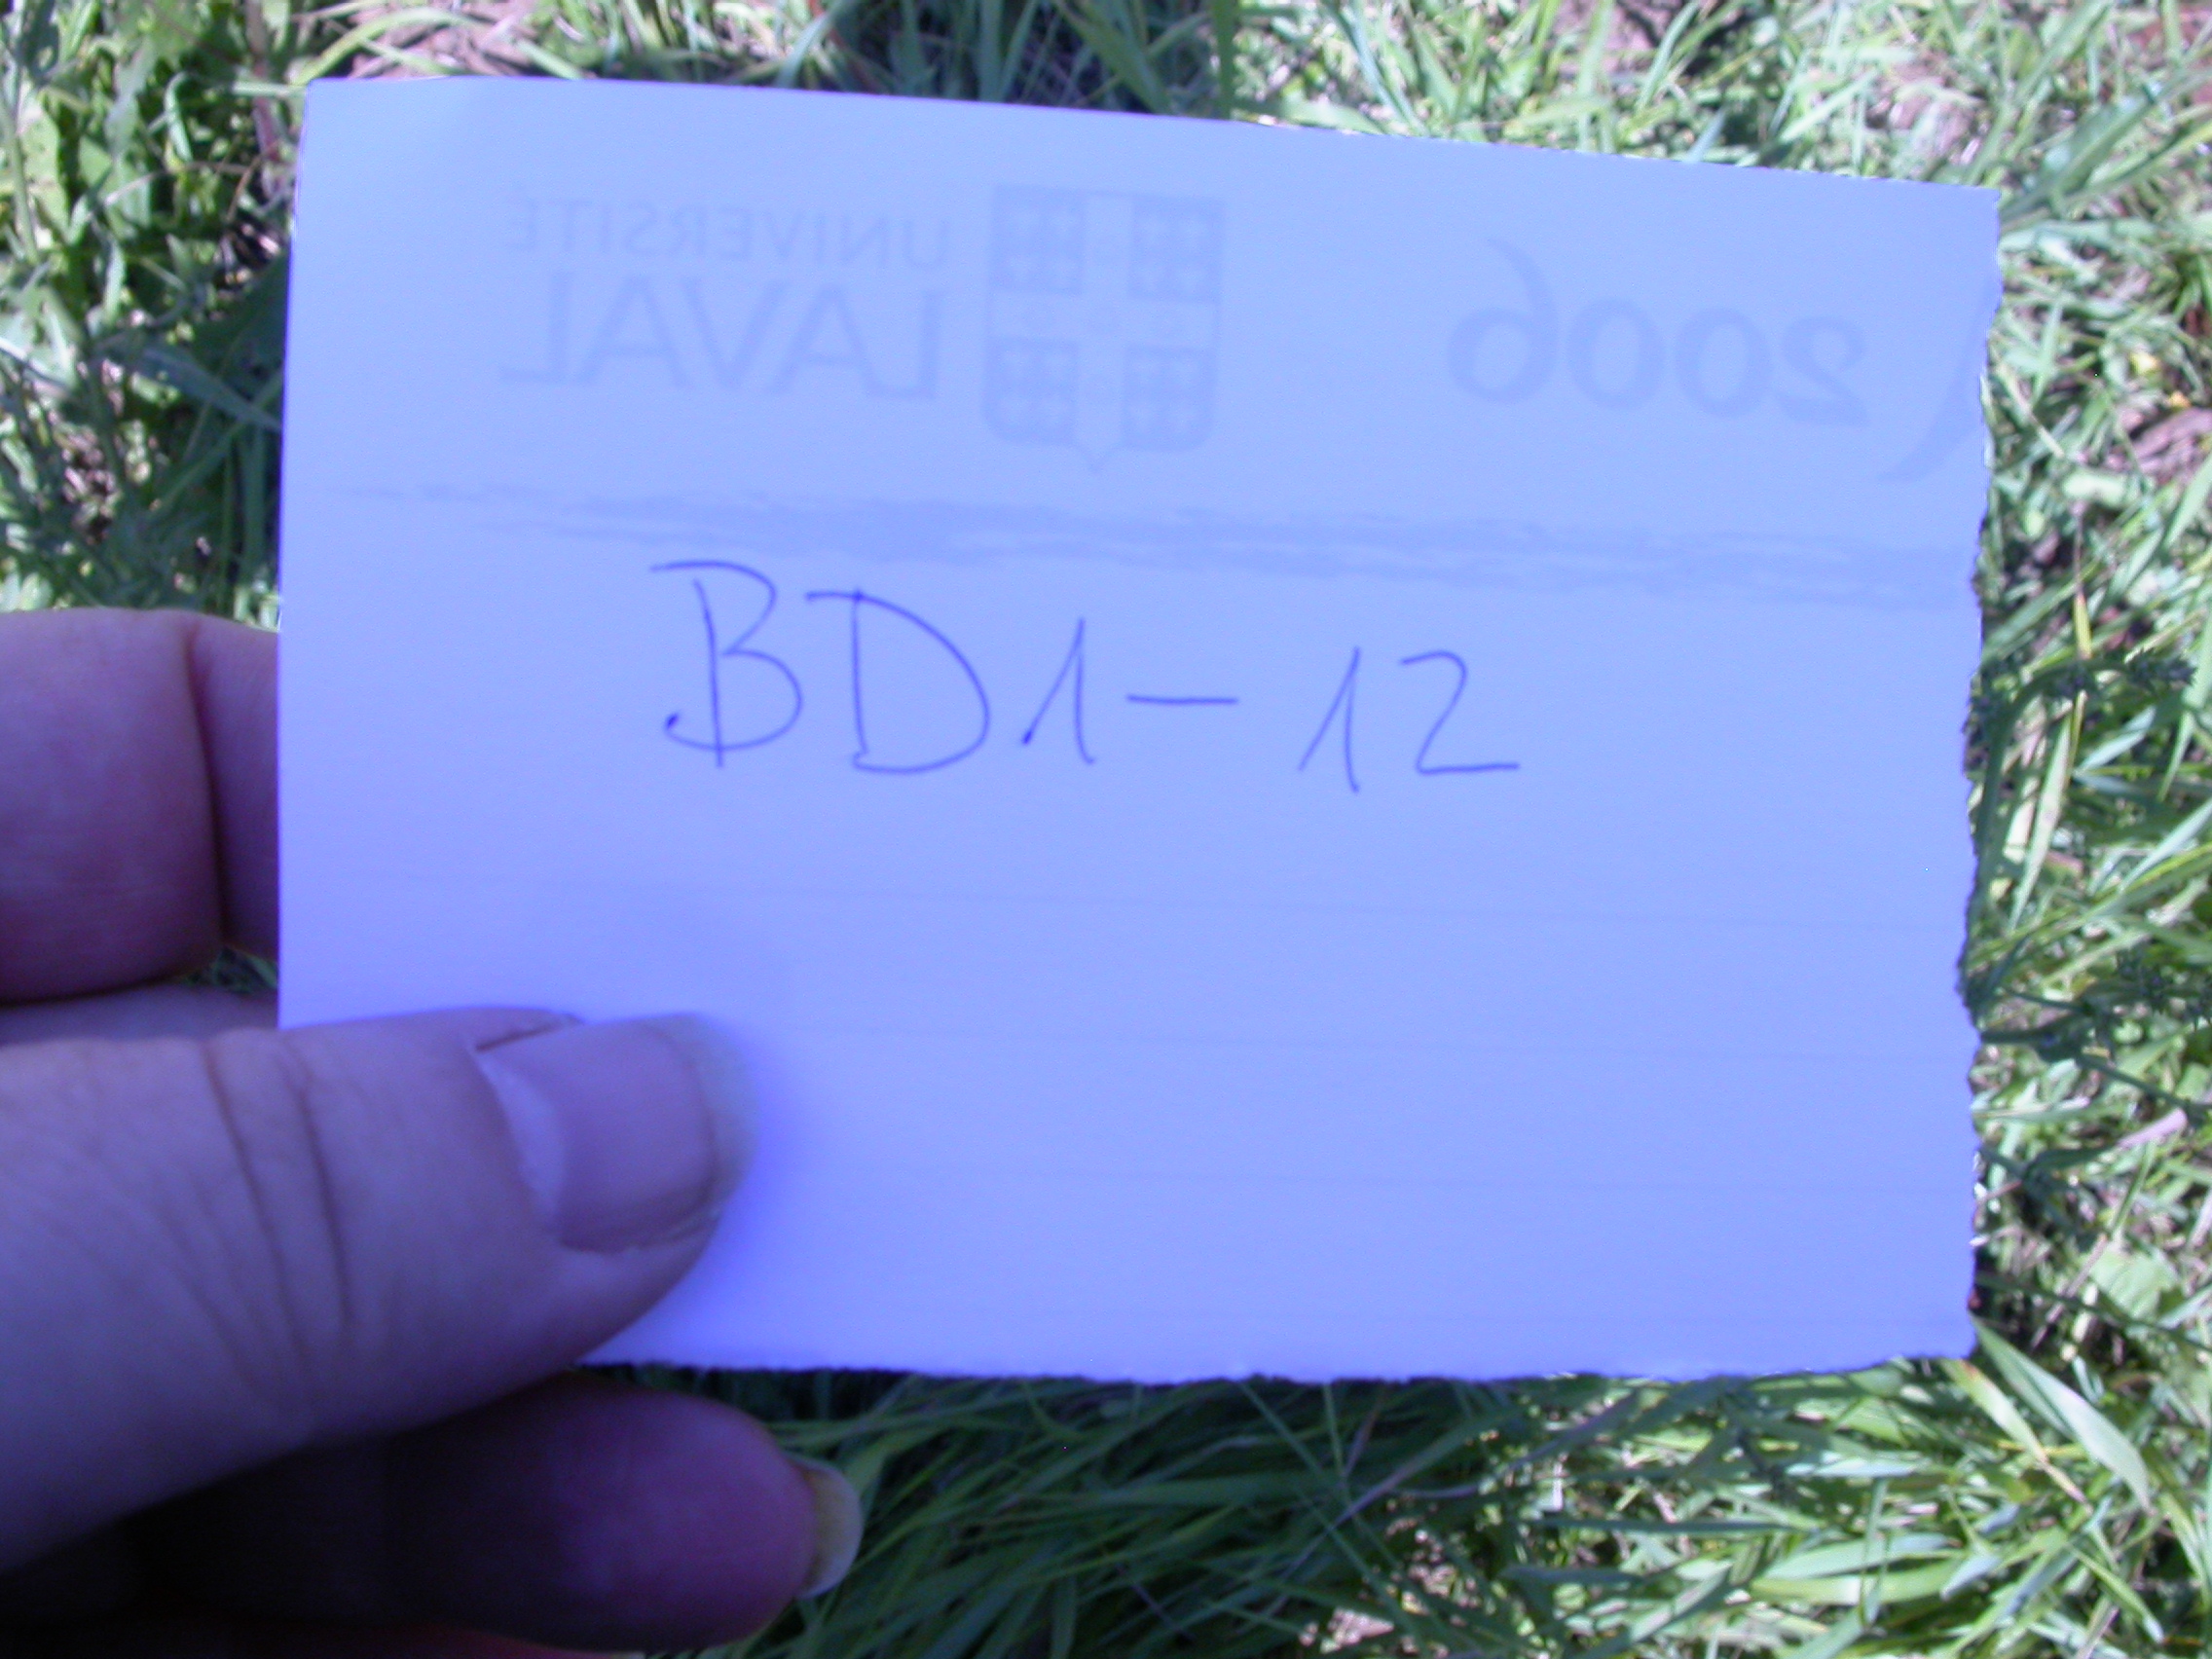 UNIVERSITÉ
LAVAL
2006
BD1-12